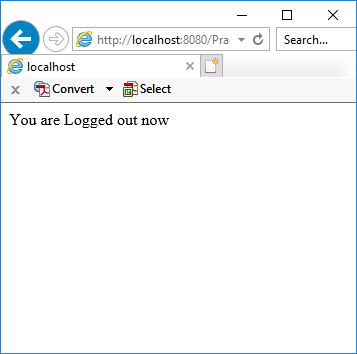 http://localhost:8080/Pra
Search...
localhost
x Convert Select
You are Logged out now